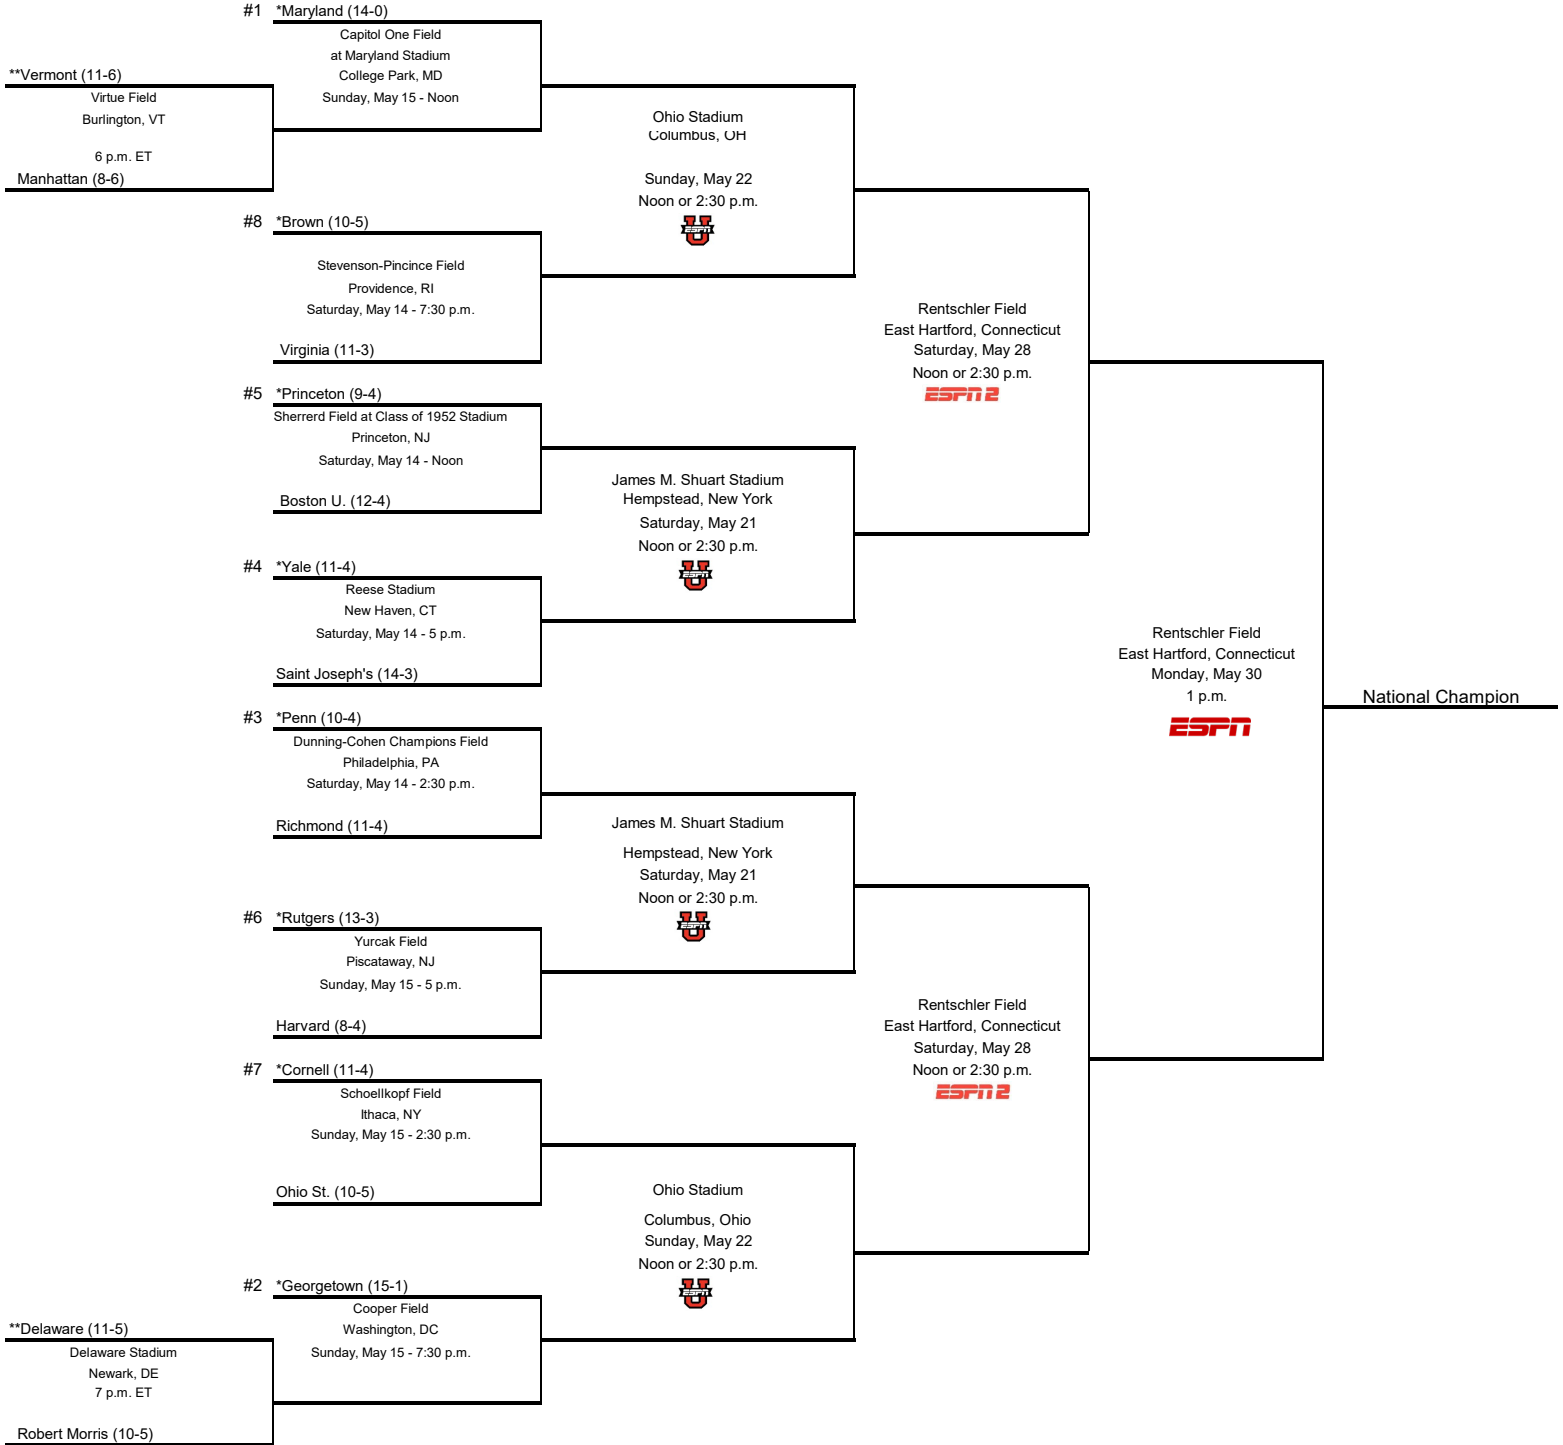 #1 *Maryland (14-0)
Capitol One Field
at Maryland Stadium
College Park, MD
Sunday, May 15 - Noon
**Vermont (11-6)
Virtue Field
Burlington, VT
6 p.m. ET
Manhattan (8-6)
Ohio Stadium
Columbus, OH
Sunday, May 22
Noon or 2:30 p.m.
ESPN U
#8 *Brown (10-5)
Stevenson-Pincince Field
Providence, RI
Saturday, May 14 - 7:30 p.m.
Virginia (11-3)
Rentschler Field
East Hartford, Connecticut
Saturday, May 28
Noon or 2:30 p.m.
ESPN 2
#5 *Princeton (9-4)
Sherrerd Field at Class of 1952 Stadium
Princeton, NJ
Saturday, May 14 - Noon
Boston U. (12-4)
James M. Shuart Stadium
Hempstead, New York
Saturday, May 21
Noon or 2:30 p.m.
ESPN U
#4 *Yale (11-4)
Reese Stadium
New Haven, CT
Saturday, May 14 - 5 p.m.
Saint Joseph's (14-3)
Rentschler Field
East Hartford, Connecticut
Monday, May 30
1 p.m.
ESPN
National Champion
#3 *Penn (10-4)
Dunning-Cohen Champions Field
Philadelphia, PA
Saturday, May 14 - 2:30 p.m.
Richmond (11-4)
James M. Shuart Stadium
Hempstead, New York
Saturday, May 21
Noon or 2:30 p.m.
ESPN U
#6 *Rutgers (13-3)
Yurcak Field
Piscataway, NJ
Sunday, May 15 - 5 p.m.
Harvard (8-4)
Rentschler Field
East Hartford, Connecticut
Saturday, May 28
Noon or 2:30 p.m.
ESPN 2
#7 *Cornell (11-4)
Schoellkopf Field
Ithaca, NY
Sunday, May 15 - 2:30 p.m.
Ohio St. (10-5)
Ohio Stadium
Columbus, Ohio
Sunday, May 22
Noon or 2:30 p.m.
ESPN U
#2 *Georgetown (15-1)
Cooper Field
Washington, DC
Sunday, May 15 - 7:30 p.m.
**Delaware (11-5)
Delaware Stadium
Newark, DE
7 p.m. ET
Robert Morris (10-5)